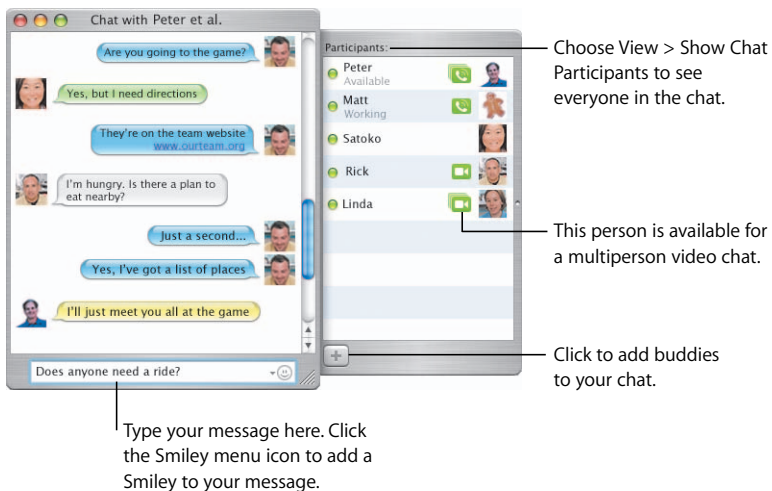 Chat with Peter et al.
Are you going to the game?
Yes, but I need directions
They're on the team website
www.ourteam.org
I'm hungry. Is there a plan to
eat nearby?
Just a second...
Yes, I've got a list of places
I'll just meet you all at the game
Does anyone need a ride?
Participants:
Peter
Available
Matt
Working
Satoko
Rick
Linda
Choose View > Show Chat
Participants to see
everyone in the chat.
This person is available for
a multiperson video chat.
Click to add buddies
to your chat.
Type your message here. Click
the Smiley menu icon to add a
Smiley to your message.